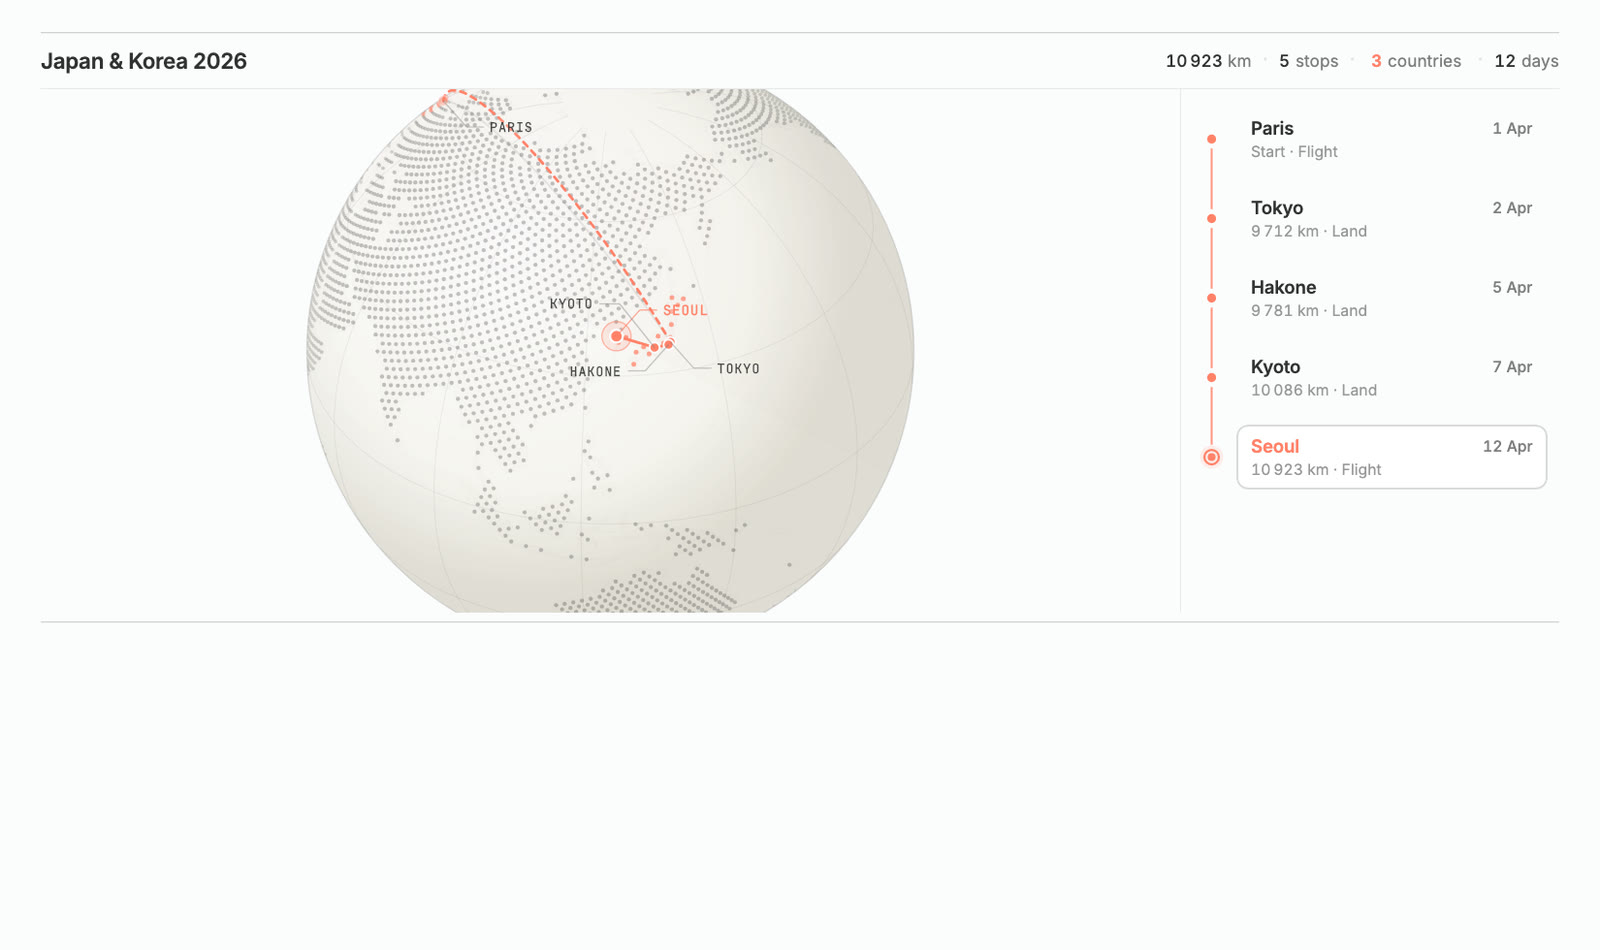 Japan & Korea 2026
10 923 km · 5 stops · 3 countries · 12 days
PARIS
KYOTO
SEOUL
HAKONE
TOKYO
Paris 1 Apr
Start · Flight
Tokyo 2 Apr
9 712 km · Land
Hakone 5 Apr
9 781 km · Land
Kyoto 7 Apr
10 086 km · Land
Seoul 12 Apr
10 923 km · Flight